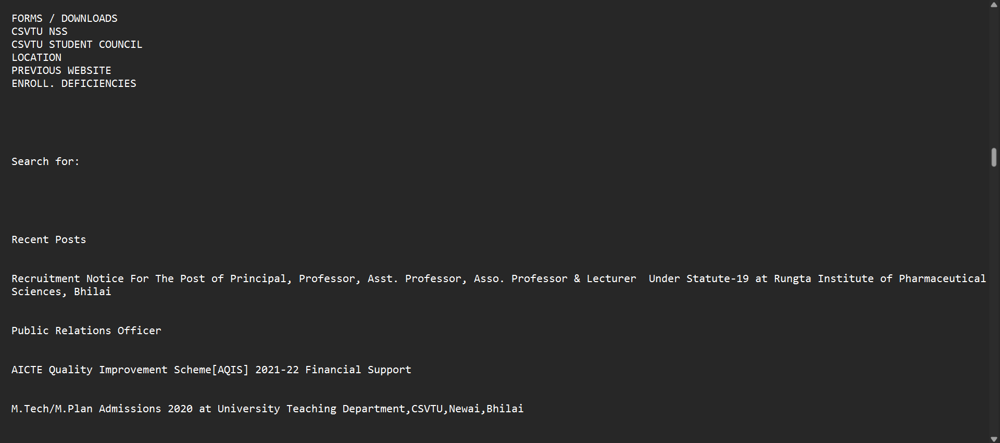 FORMS / DOWNLOADS
CSVTU NSS
CSVTU STUDENT COUNCIL
LOCATION
PREVIOUS WEBSITE
ENROLL. DEFICIENCIES
Search for:
Recent Posts
Recruitment Notice For The Post of Principal, Professor, Asst. Professor, Asso. Professor & Lecturer  Under Statute-19 at Rungta Institute of Pharmaceutical
Sciences, Bhilai
Public Relations Officer
AICTE Quality Improvement Scheme[AQIS] 2021-22 Financial Support
M.Tech/M.Plan Admissions 2020 at University Teaching Department,CSVTU,Newai,Bhilai